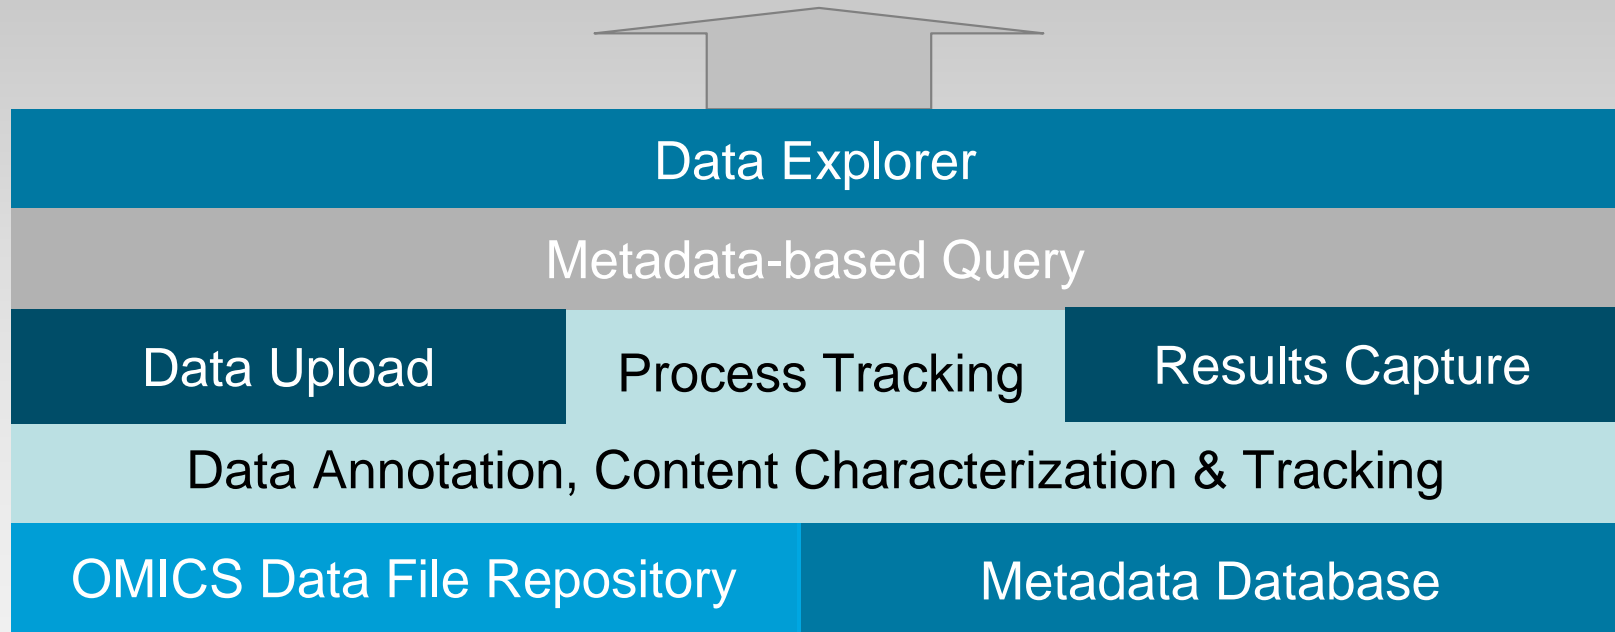 Data Explorer
Metadata-based Query
Data Upload
Process Tracking
Results Capture
Data Annotation, Content Characterization & Tracking
OMICS Data File Repository
Metadata Database